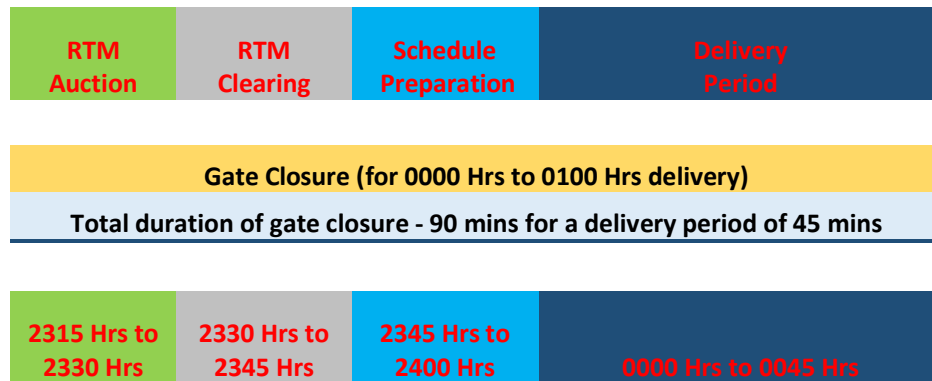 RTM RTM Schedule Delivery
Auction Clearing Preparation Period
Gate Closure (for 0000 Hrs to 0100 Hrs delivery)
Total duration of gate closure - 90 mins for a delivery period of 45 mins
2315 Hrs to 2330 Hrs to 2345 Hrs to
2330 Hrs 2345 Hrs 2400 Hrs 0000 Hrs to 0045 Hrs